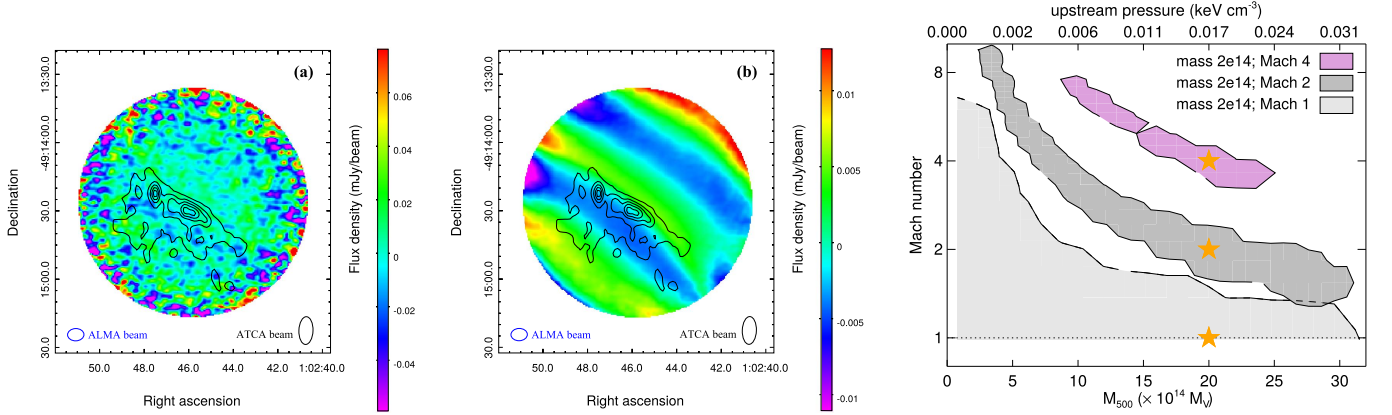 (a)
Declination
13:30.0
-49:14:00.0
30.0
15:00.0
30.0
ALMA beam
ATCA beam
50.0 48.0 46.0 44.0 42.0 1:02:40.0
Right ascension
Flux density (mJy/beam)
0.06
0.04
0.02
0
-0.02
-0.04
(b)
Declination
13:30.0
-49:14:00.0
30.0
15:00.0
30.0
ALMA beam
ATCA beam
50.0 48.0 46.0 44.0 42.0 1:02:40.0
Right ascension
Flux density (mJy/beam)
0.01
0.005
0
-0.005
-0.01
upstream pressure (keV cm⁻³)
0.000 0.002 0.006 0.011 0.017 0.024 0.031
mass 2e14; Mach 4
mass 2e14; Mach 2
mass 2e14; Mach 1
Mach number
8
4
2
1
0 5 10 15 20 25 30
M₅₀₀ (× 10¹⁴ M_V)